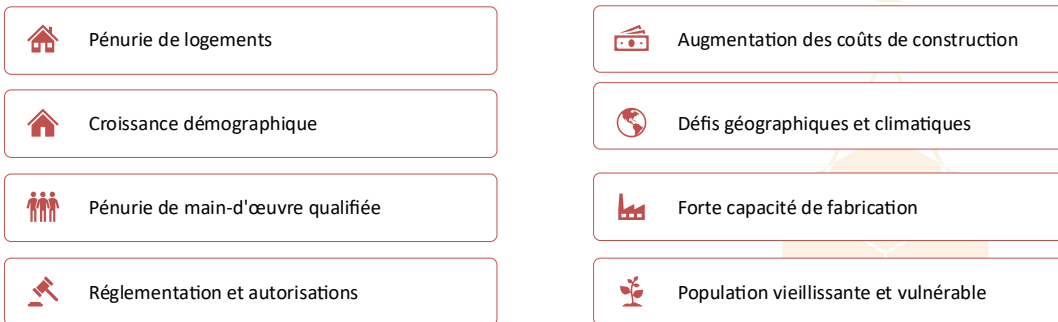 Pénurie de logements
Croissance démographique
Pénurie de main-d'œuvre qualifiée
Réglementation et autorisations
Augmentation des coûts de construction
Défis géographiques et climatiques
Forte capacité de fabrication
Population vieillissante et vulnérable